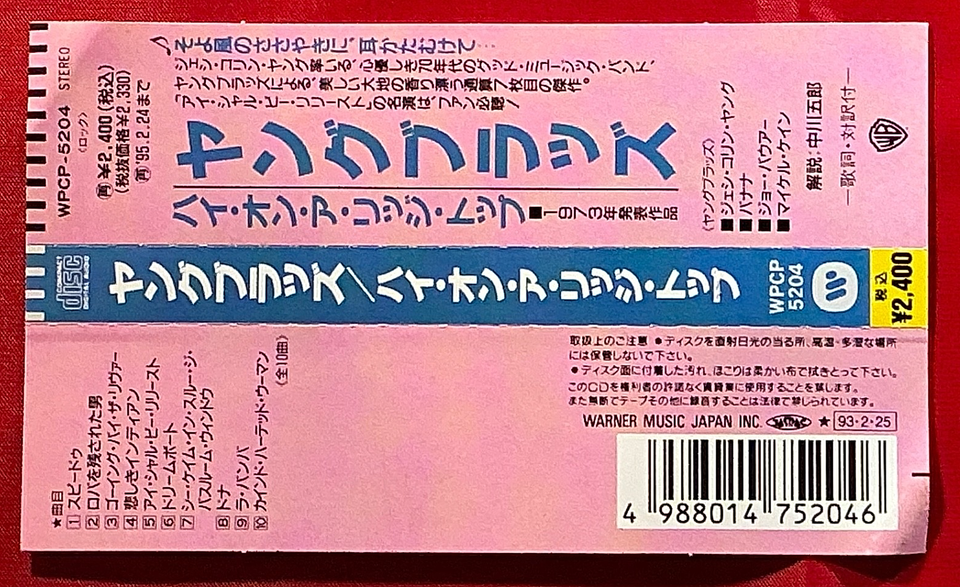 WPCP-5204 STEREO
〈ロック〉
再 ¥2,400(税込)
(税抜価格¥2,330)
再 '95.2.24まで
♪そよ風のささやきに、耳かたむけて…
ジェシ・コリン・ヤング率いる、心優しき70年代のグッド・ミュージック・バンド、
ヤングブラッズによる、美しい大地の香り漂う通算7枚目の傑作。
「アイ・シャル・ビー・リリースト」の名演は、ファン必聴!
ヤングブラッズ
ハイ・オン・ア・リッジ・トップ
■1973年発表作品
〈ヤングブラッズ〉
■ジェシ・コリン・ヤング
■バナナ
■ジョー・バウアー
■マイケル・ケイン
解説・中川五郎
—歌詞・対訳付—
WB
COMPACT
disc
DIGITAL AUDIO
ヤングブラッズ/ハイ・オン・ア・リッジ・トップ
WPCP
5204
税込
¥2,400
★曲目
1 スピードゥ
2 ロバを残された男
3 ゴーイング・バイ・ザ・リヴァー
4 悲しきインディアン
5 アイ・シャル・ビー・リリースト
6 ドリームボート
7 シー・ケイム・イン・スルー・ジ・
バスルーム・ウィンドウ
8 ドナ
9 ラ・バンバ
10 カインド・ハーテッド・ウーマン
(全10曲)
取扱上のご注意 ●ディスクを直射日光の当る所、高温・多湿な場所
には保管しないで下さい。
●ディスク面に付着した汚れ、ほこりは柔かい布で拭きとって下さい。
このCDを権利者の許諾なく賃貸業に使用することを禁じます。
また無断でテープその他に録音することは法律で禁じられています。
WARNER MUSIC JAPAN INC. ★ 93・2・25
4 988014 752046